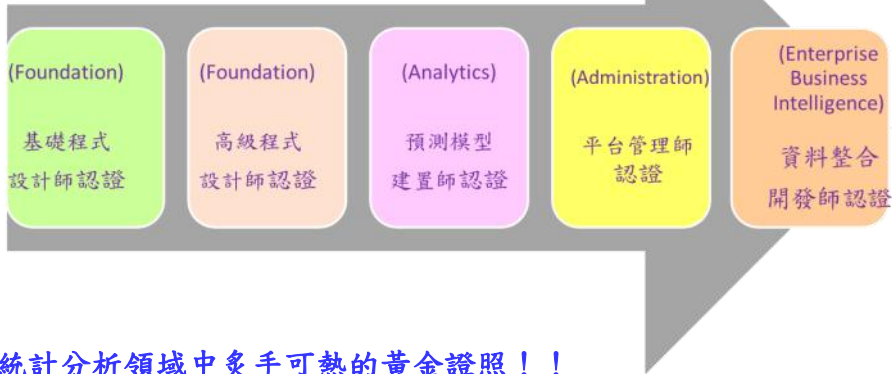 (Foundation)
基礎程式
設計師認證
(Foundation)
高級程式
設計師認證
(Analytics)
預測模型
建置師認證
(Administration)
平台管理師
認證
(Enterprise
Business
Intelligence)
資料整合
開發師認證
統計分析領域中炙手可熱的黃金證照！！